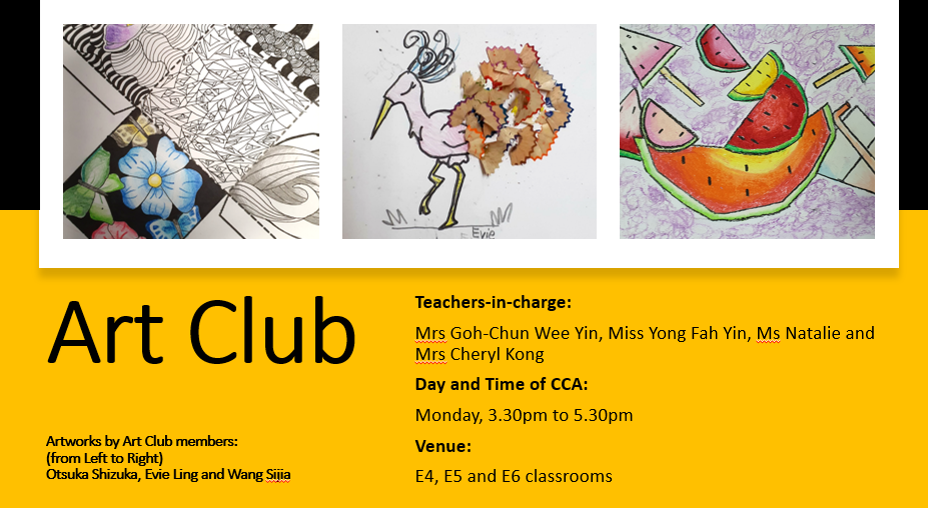 Evie
Art Club
Artworks by Art Club members:
(from Left to Right)
Otsuka Shizuka, Evie Ling and Wang Sijia
Teachers-in-charge:
Mrs Goh-Chun Wee Yin, Miss Yong Fah Yin, Ms Natalie and
Mrs Cheryl Kong
Day and Time of CCA:
Monday, 3.30pm to 5.30pm
Venue:
E4, E5 and E6 classrooms